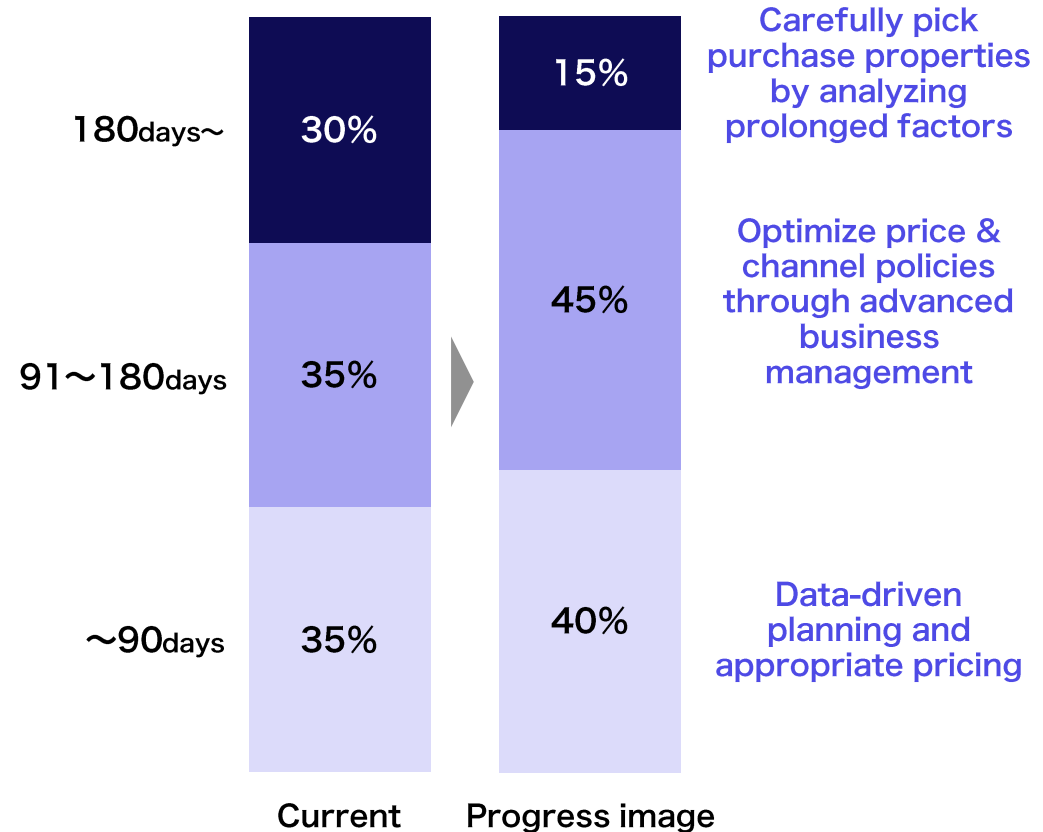 180days〜
30%
15%
Carefully pick
purchase properties
by analyzing
prolonged factors
91〜180days
35%
45%
Optimize price &
channel policies
through advanced
business
management
〜90days
35%
40%
Data-driven
planning and
appropriate pricing
Current
Progress image